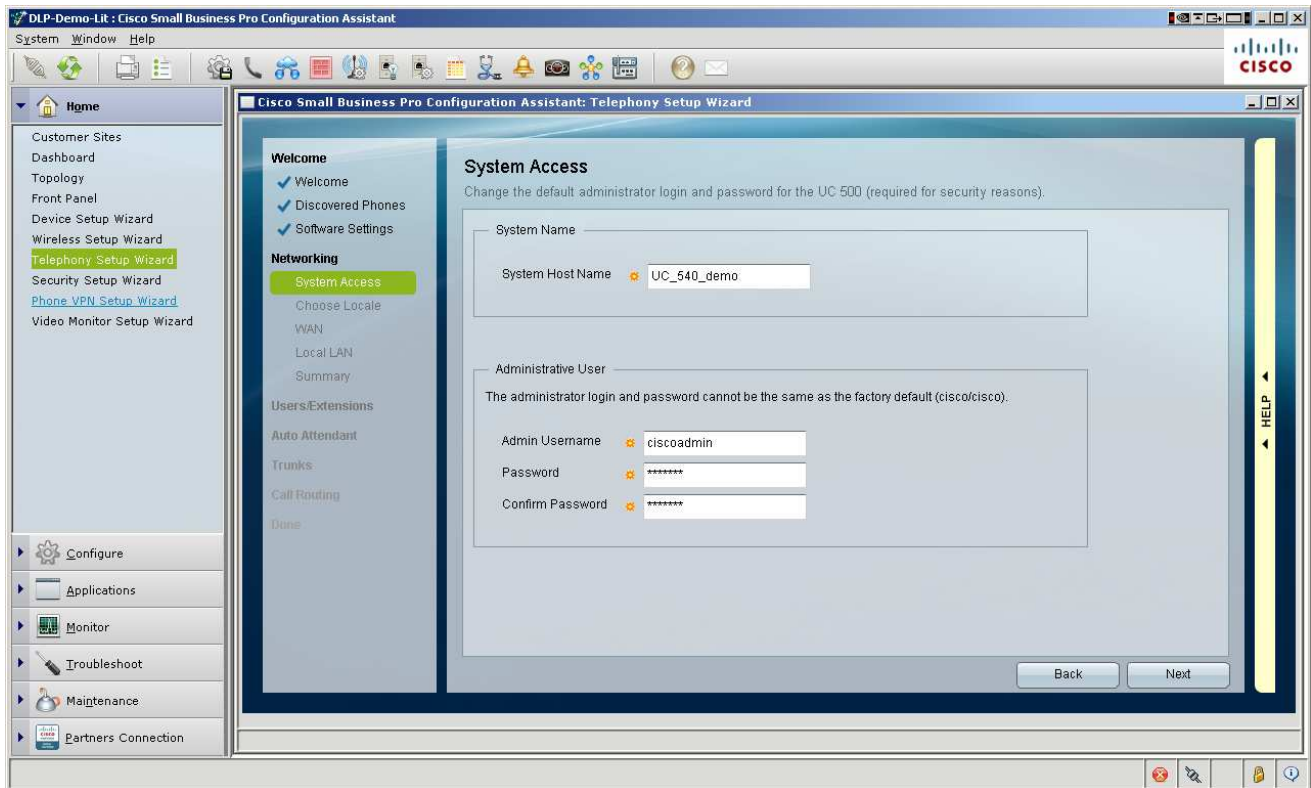 DLP-Demo-Lit : Cisco Small Business Pro Configuration Assistant
System Window Help
CISCO
Home
Customer Sites
Dashboard
Topology
Front Panel
Device Setup Wizard
Wireless Setup Wizard
Telephony Setup Wizard
Security Setup Wizard
Phone VPN Setup Wizard
Video Monitor Setup Wizard
Configure
Applications
Monitor
Troubleshoot
Maintenance
Partners Connection
Cisco Small Business Pro Configuration Assistant: Telephony Setup Wizard
Welcome
Welcome
Discovered Phones
Software Settings
Networking
System Access
Choose Locale
WAN
Local LAN
Summary
Users/Extensions
Auto Attendant
Trunks
Call Routing
Done
System Access
Change the default administrator login and password for the UC 500 (required for security reasons).
System Name
System Host Name UC_540_demo
Administrative User
The administrator login and password cannot be the same as the factory default (cisco/cisco).
Admin Username ciscoadmin
Password *******
Confirm Password *******
Back Next
HELP